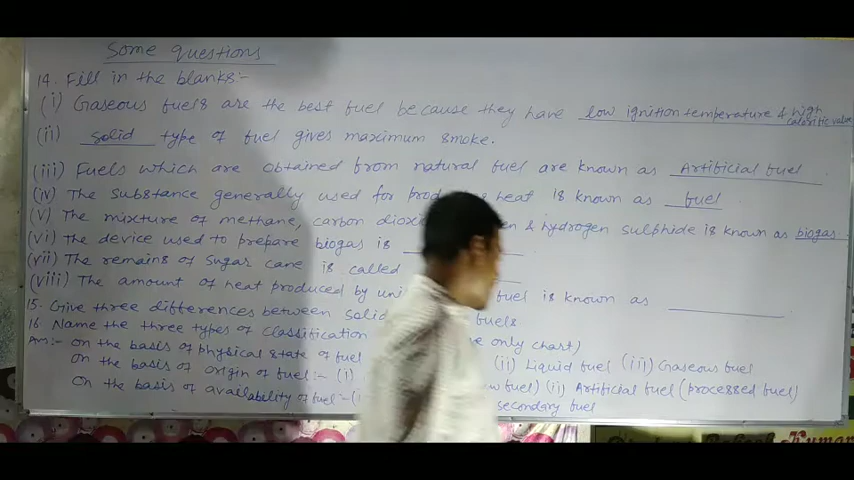 Some questions
14. Fill in the blanks:-
(i) Gaseous fuels are the best fuel because they have low ignition temperature & high calorific value
(ii) solid type of fuel gives maximum smoke.
(iii) Fuels which are obtained from natural fuel are known as Artificial fuel
(iv) The substance generally used for heat is known as fuel
(v) The mixture of methane, carbon & hydrogen sulphide is known as biogas.
(vi) The device used to prepare biogas is
(vii) The remains of sugar cane is called
(viii) The amount of heat produced by fuel is known as
15. Give three differences between fuels
16 Name the three types of classification only chart)
Ans:- on the basis of physical state of fuel (ii) Liquid fuel (iii) Gaseous fuel
on the basis of origin of fuel:- (i) fuel) (ii) Artificial fuel (processed fuel)
on the basis of availability of fuel:- secondary fuel
Kumar